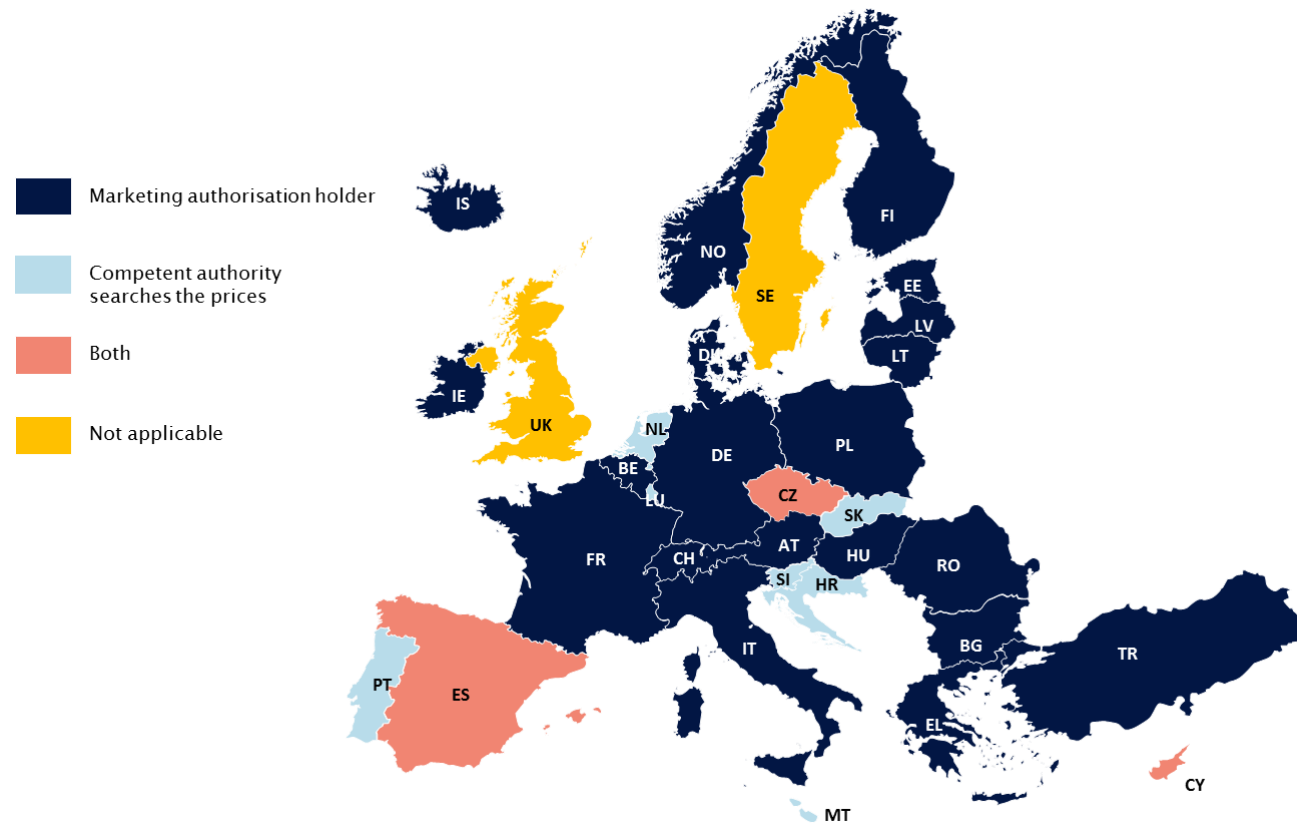 Marketing authorisation holder
Competent authority
searches the prices
Both
Not applicable
IS
NO
FI
SE
EE
LV
LT
DK
IE
UK
NL
BE
LU
DE
PL
CZ
SK
FR
CH
AT
HU
SI
HR
RO
IT
BG
TR
PT
ES
EL
CY
MT